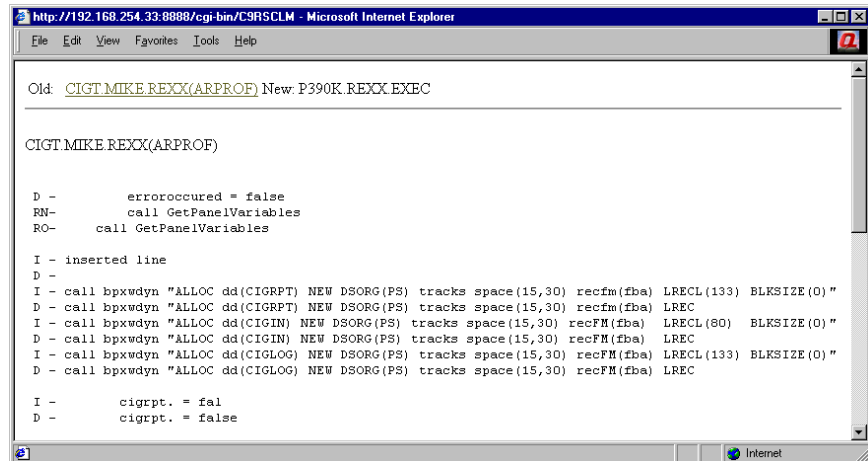 http://192.168.254.33:8888/cgi-bin/C9RSCLM - Microsoft Internet Explorer
File Edit View Favorites Tools Help
Old: CIGT.MIKE.REXX(ARPROF) New: P390K.REXX.EXEC
CIGT.MIKE.REXX(ARPROF)
D -         erroroccured = false
RN-         call GetPanelVariables
RO-     call GetPanelVariables
I - inserted line
D -
I - call bpxwdyn "ALLOC dd(CIGRPT) NEW DSORG(PS) tracks space(15,30) recfm(fba) LRECL(133) BLKSIZE(0)"
D - call bpxwdyn "ALLOC dd(CIGRPT) NEW DSORG(PS) tracks space(15,30) recfm(fba) LREC
I - call bpxwdyn "ALLOC dd(CIGIN) NEW DSORG(PS) tracks space(15,30) recFM(fba)  LRECL(80)  BLKSIZE(0)"
D - call bpxwdyn "ALLOC dd(CIGIN) NEW DSORG(PS) tracks space(15,30) recFM(fba)  LREC
I - call bpxwdyn "ALLOC dd(CIGLOG) NEW DSORG(PS) tracks space(15,30) recFM(fba) LRECL(133) BLKSIZE(0)"
D - call bpxwdyn "ALLOC dd(CIGLOG) NEW DSORG(PS) tracks space(15,30) recFM(fba) LREC
I -        cigrpt. = fal
D -        cigrpt. = false
Internet